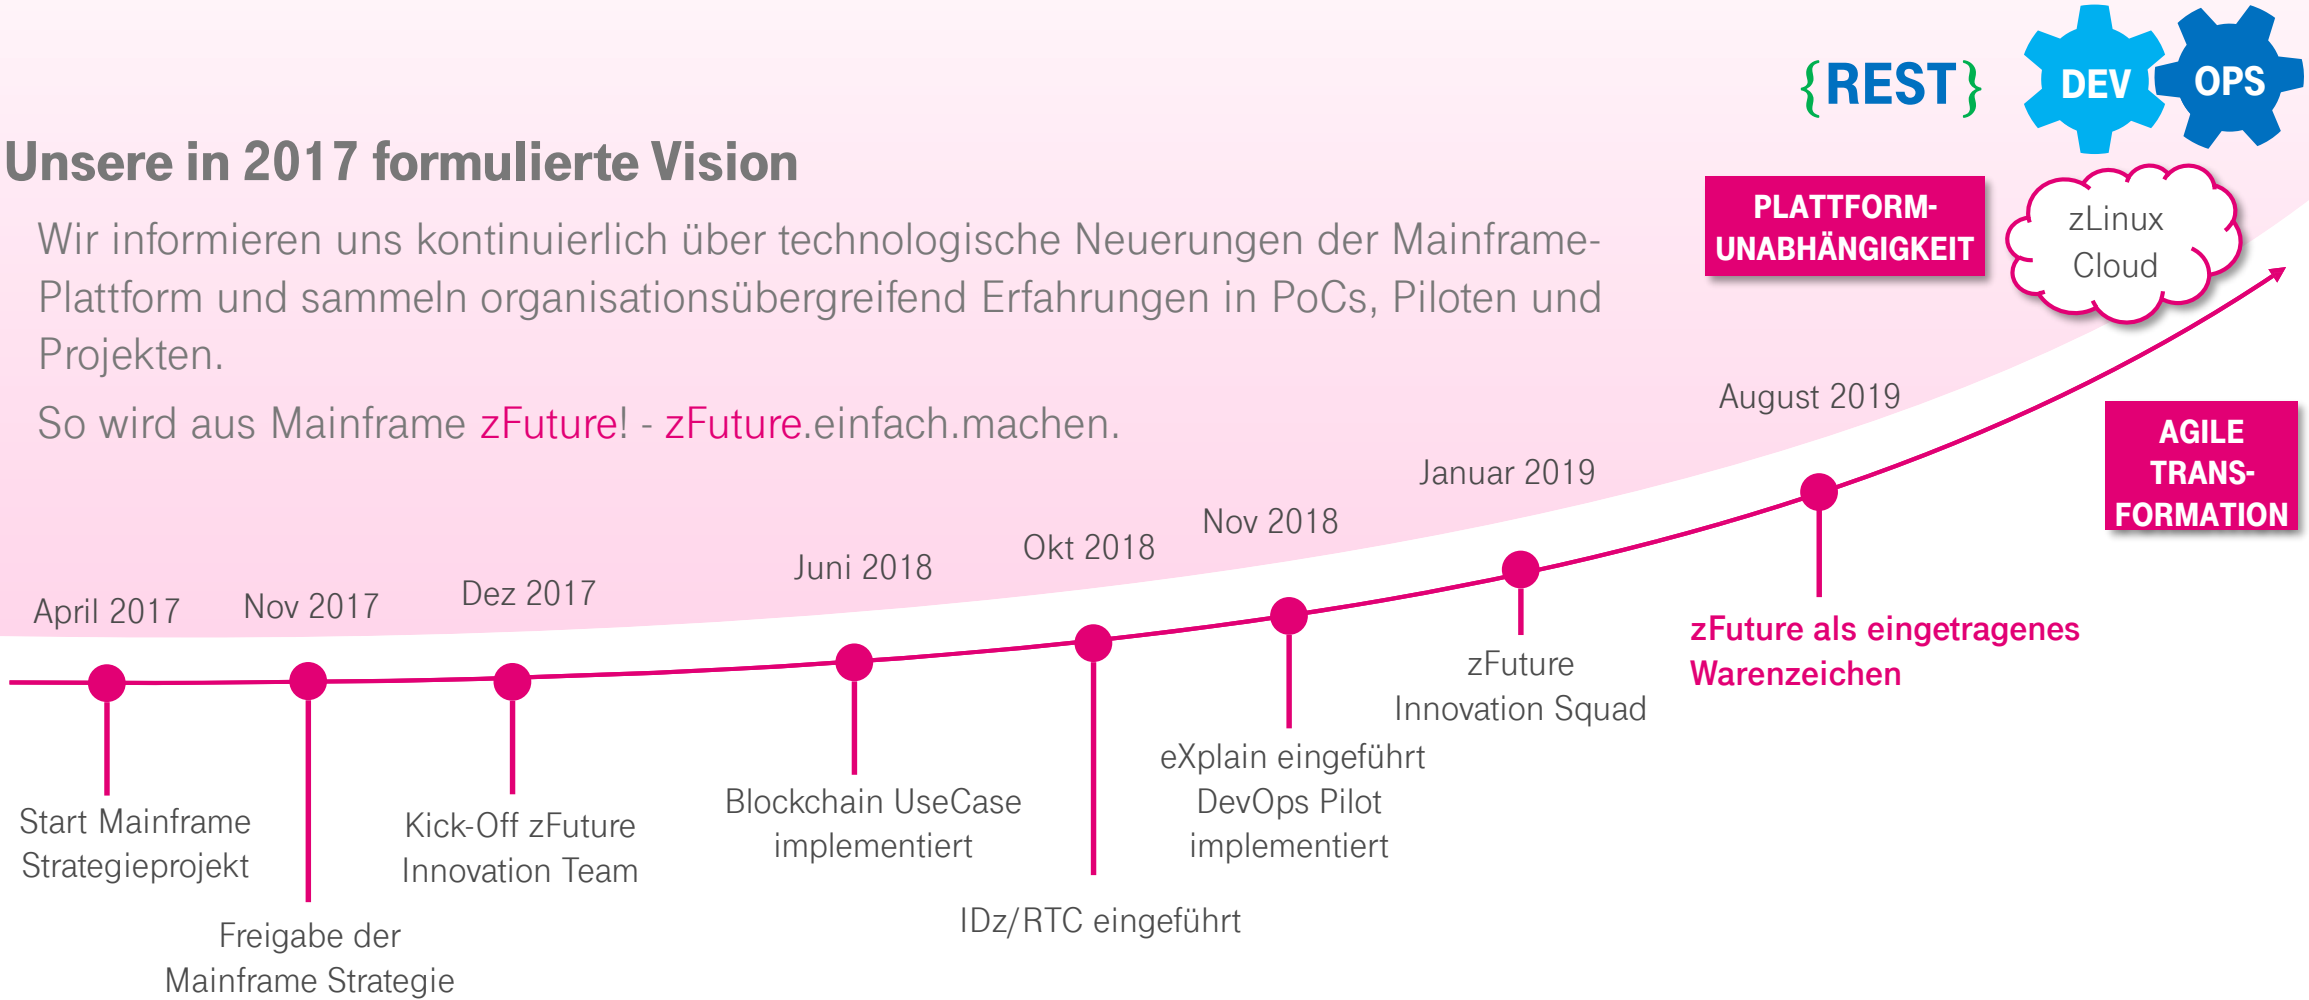 {REST}
DEV OPS
Unsere in 2017 formulierte Vision
Wir informieren uns kontinuierlich über technologische Neuerungen der Mainframe-
Plattform und sammeln organisationsübergreifend Erfahrungen in PoCs, Piloten und
Projekten.
So wird aus Mainframe zFuture! - zFuture.einfach.machen.
PLATTFORM-
UNABHÄNGIGKEIT
zLinux
Cloud
AGILE
TRANS-
FORMATION
April 2017
Start Mainframe
Strategieprojekt
Nov 2017
Freigabe der
Mainframe Strategie
Dez 2017
Kick-Off zFuture
Innovation Team
Juni 2018
Blockchain UseCase
implementiert
Okt 2018
IDz/RTC eingeführt
Nov 2018
eXplain eingeführt
DevOps Pilot
implementiert
Januar 2019
zFuture
Innovation Squad
August 2019
zFuture als eingetragenes
Warenzeichen